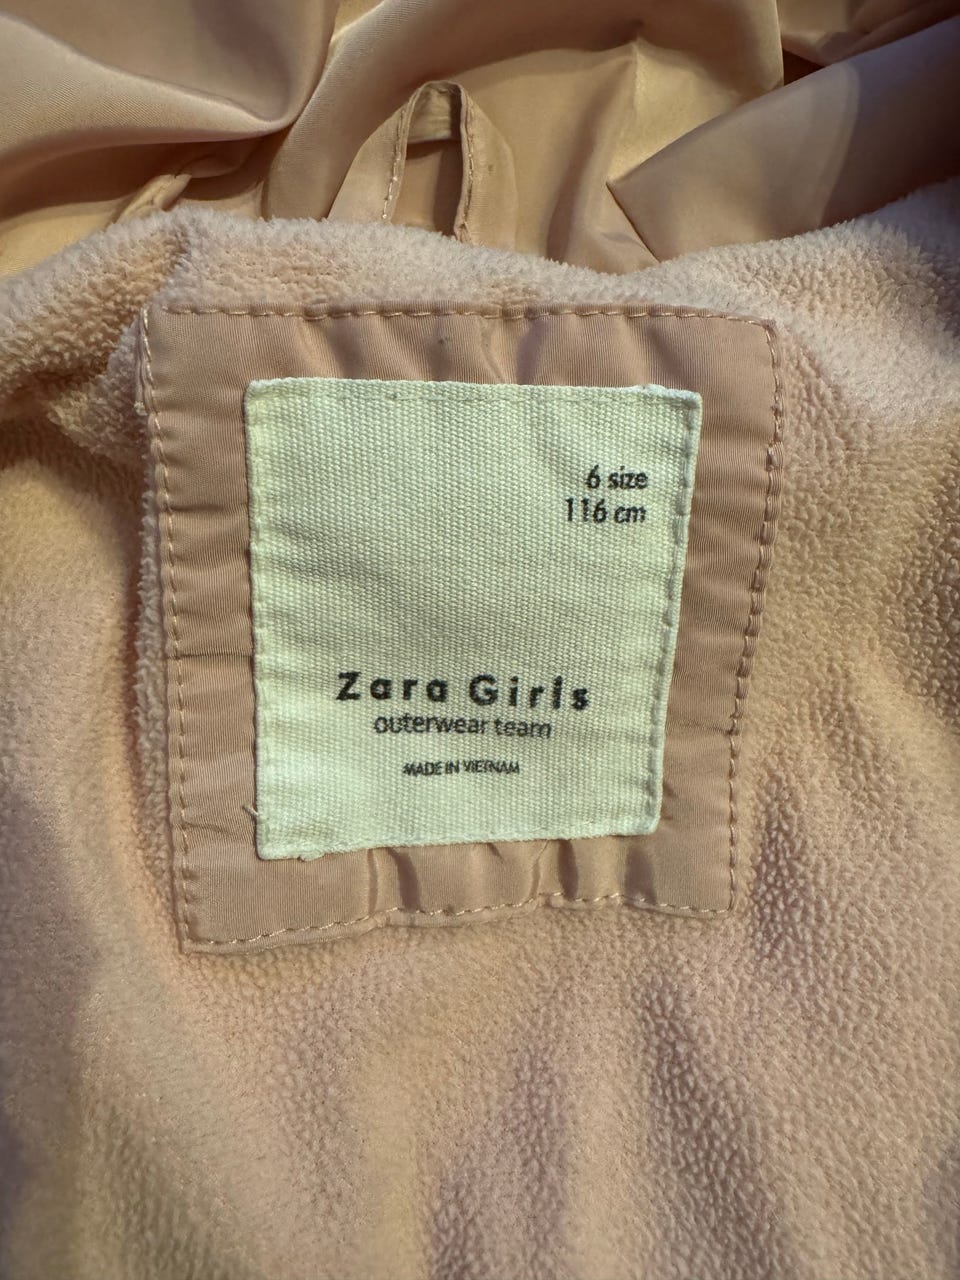 6 size
116 cm
Zara Girls
outerwear team
MADE IN VIETNAM